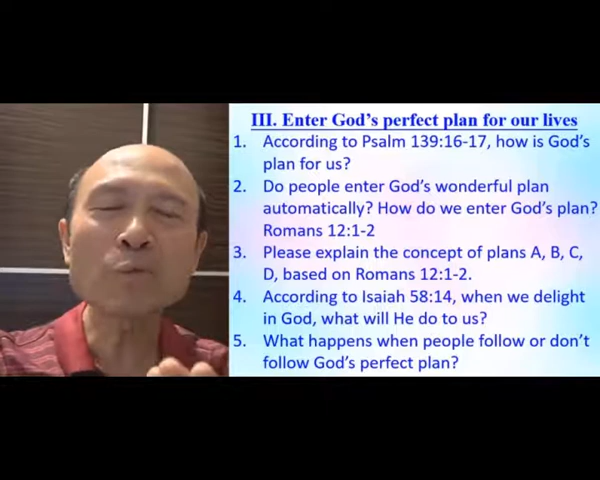 III. Enter God's perfect plan for our lives
1. According to Psalm 139:16-17, how is God's
plan for us?
2. Do people enter God's wonderful plan
automatically? How do we enter God's plan?
Romans 12:1-2
3. Please explain the concept of plans A, B, C,
D, based on Romans 12:1-2.
4. According to Isaiah 58:14, when we delight
in God, what will He do to us?
5. What happens when people follow or don't
follow God's perfect plan?